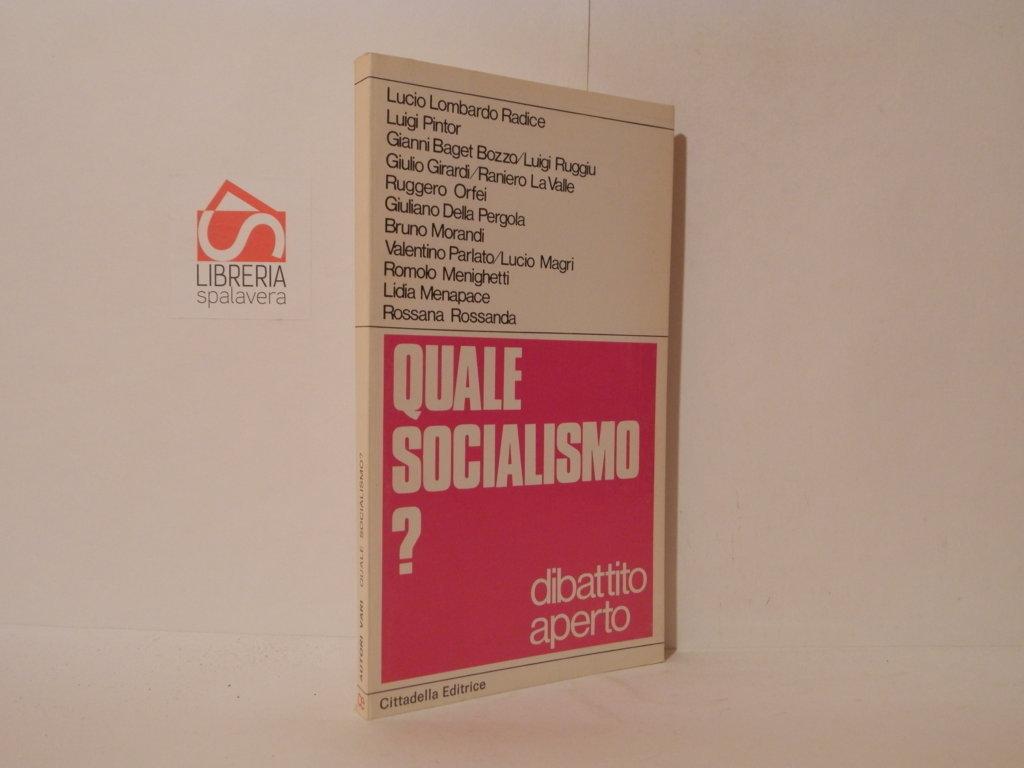 Lucio Lombardo Radice
Luigi Pintor
Gianni Baget Bozzo/Luigi Ruggiu
Giulio Girardi/Raniero La Valle
Ruggero Orfei
Giuliano Della Pergola
Bruno Morandi
Valentino Parlato/Lucio Magri
Romolo Menighetti
Lidia Menapace
Rossana Rossanda
QUALE
SOCIALISMO
?
dibattito
aperto
Cittadella Editrice
AUTORI VARI QUALE SOCIALISMO?
LIBRERIA
spalavera